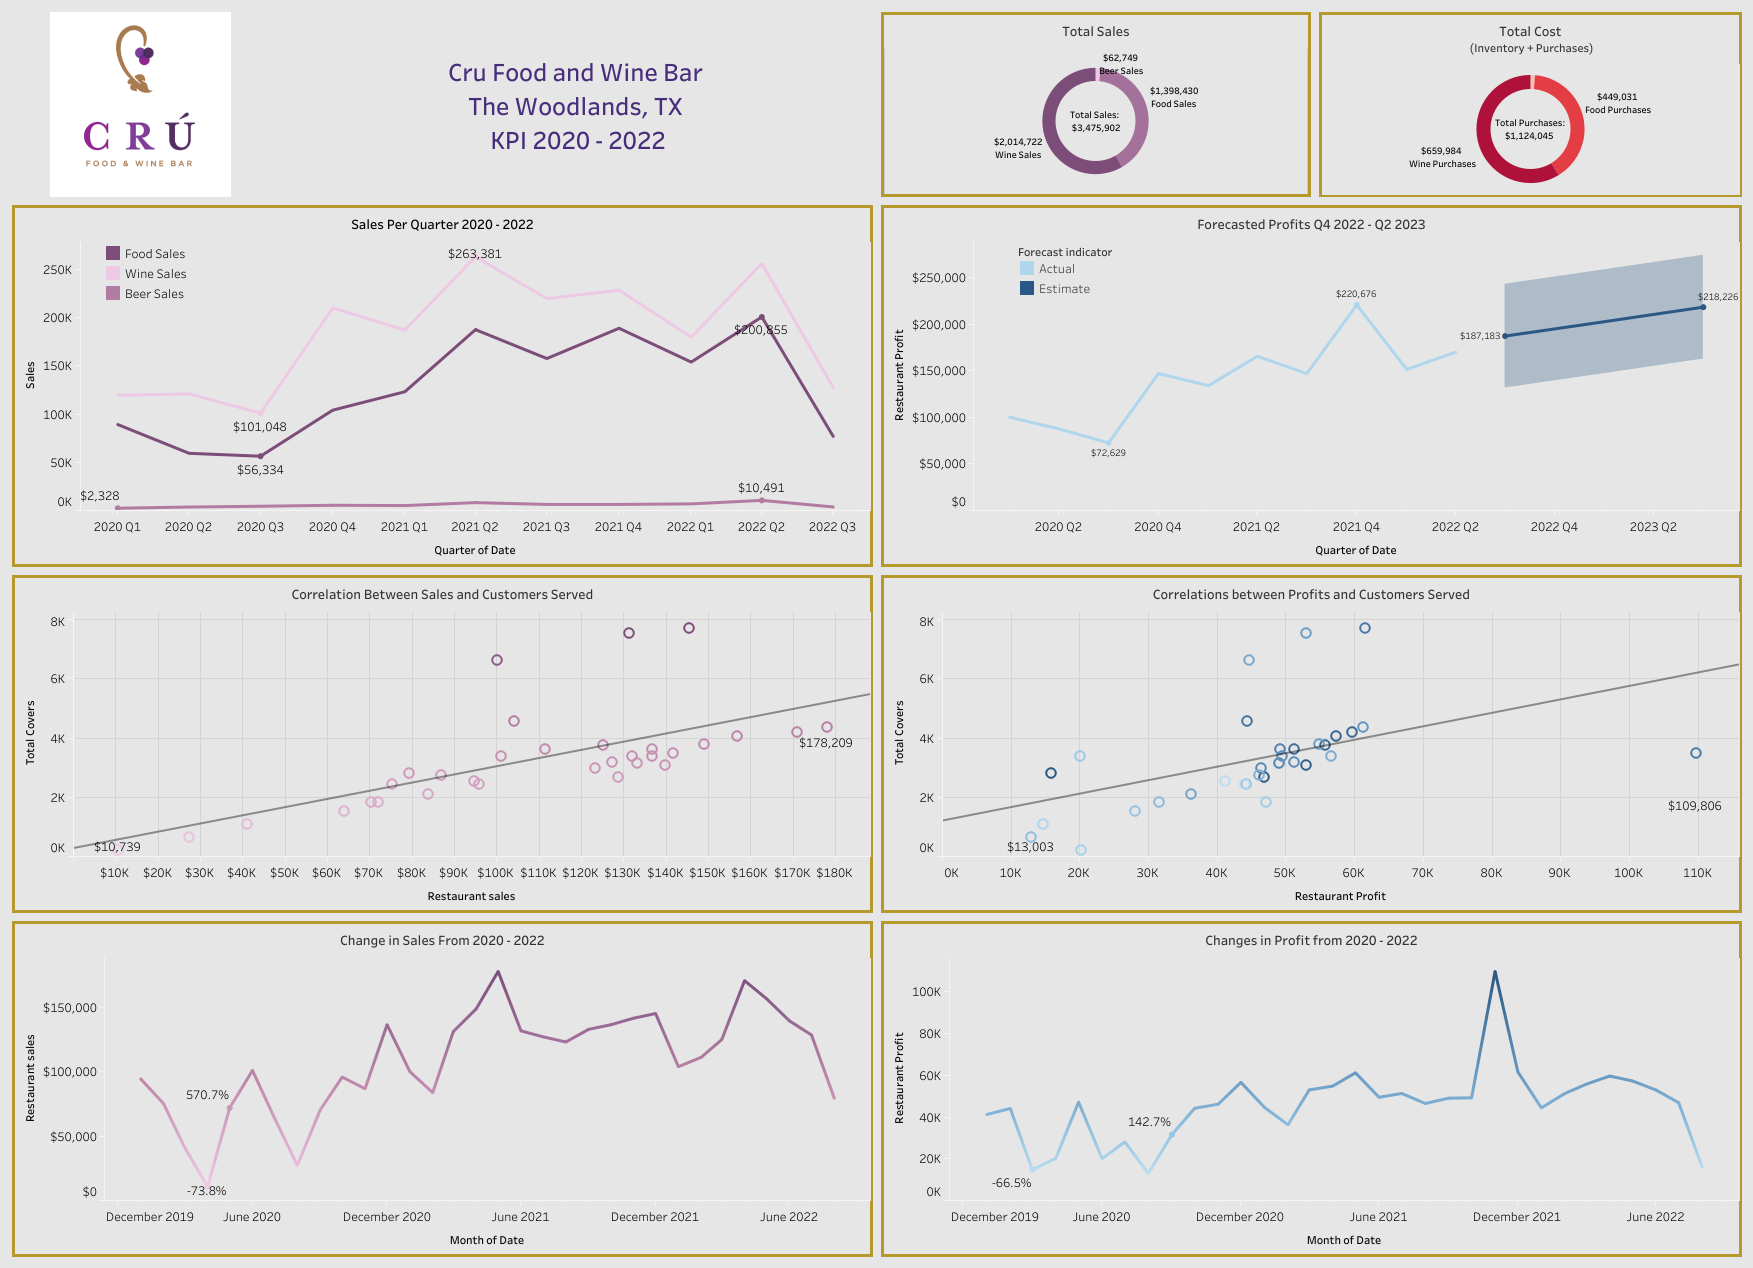 CRÚ
FOOD & WINE BAR
Cru Food and Wine Bar
The Woodlands, TX
KPI 2020 - 2022
Total Sales
$62,749
Beer Sales
$1,398,430
Food Sales
Total Sales:
$3,475,902
$2,014,722
Wine Sales
Total Cost
(Inventory + Purchases)
$449,031
Food Purchases
Total Purchases:
$1,124,045
$659,984
Wine Purchases
Sales Per Quarter 2020 - 2022
Food Sales
Wine Sales
Beer Sales
Sales
250K
200K
150K
100K
50K
0K
$263,381
$200,855
$101,048
$56,334
$2,328
$10,491
2020 Q1 2020 Q2 2020 Q3 2020 Q4 2021 Q1 2021 Q2 2021 Q3 2021 Q4 2022 Q1 2022 Q2 2022 Q3
Quarter of Date
Forecasted Profits Q4 2022 - Q2 2023
Forecast indicator
Actual
Estimate
Restaurant Profit
$250,000
$200,000
$150,000
$100,000
$50,000
$0
$220,676
$218,226
$187,183
$72,629
2020 Q2 2020 Q4 2021 Q2 2021 Q4 2022 Q2 2022 Q4 2023 Q2
Quarter of Date
Correlation Between Sales and Customers Served
Total Covers
8K
6K
4K
2K
0K
$178,209
$10,739
$10K $20K $30K $40K $50K $60K $70K $80K $90K $100K $110K $120K $130K $140K $150K $160K $170K $180K
Restaurant sales
Correlations between Profits and Customers Served
Total Covers
8K
6K
4K
2K
0K
$109,806
$13,003
0K 10K 20K 30K 40K 50K 60K 70K 80K 90K 100K 110K
Restaurant Profit
Change in Sales From 2020 - 2022
Restaurant sales
$150,000
$100,000
$50,000
$0
570.7%
-73.8%
December 2019 June 2020 December 2020 June 2021 December 2021 June 2022
Month of Date
Changes in Profit from 2020 - 2022
Restaurant Profit
100K
80K
60K
40K
20K
0K
142.7%
-66.5%
December 2019 June 2020 December 2020 June 2021 December 2021 June 2022
Month of Date